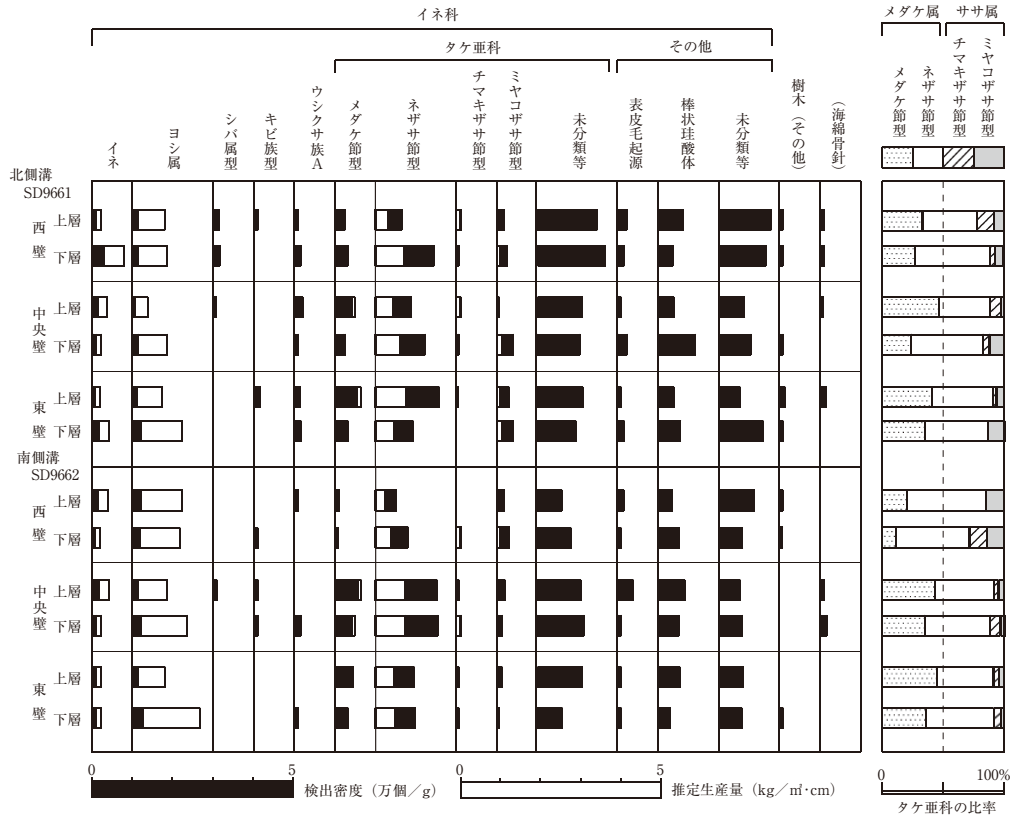 イネ科
タケ亜科
その他
イネ
ヨシ属
シバ属型
キビ族型
ウシクサ族A
メダケ節型
ネザサ節型
チマキザサ節型
ミヤコザサ節型
未分類等
表皮毛起源
棒状珪酸体
未分類等
樹木（その他）
（海綿骨針）
メダケ属
ササ属
メダケ節型
ネザサ節型
チマキザサ節型
ミヤコザサ節型
北側溝
SD9661
西壁
上層
下層
中央壁
上層
下層
東壁
上層
下層
南側溝
SD9662
西壁
上層
下層
中央壁
上層
下層
東壁
上層
下層
0 5
検出密度（万個／g）
0 5
推定生産量（kg／㎡·cm）
0 100%
タケ亜科の比率